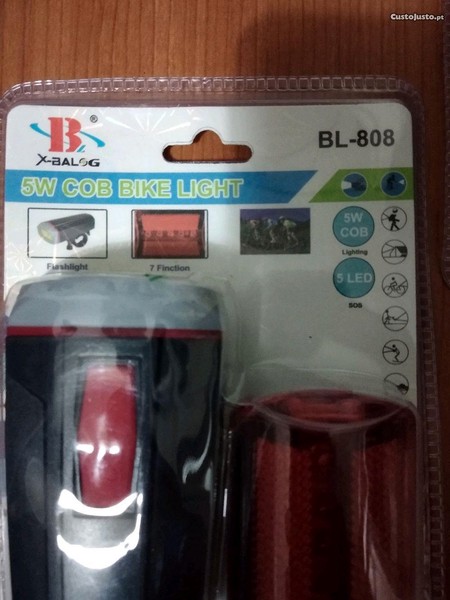 CustoJusto.pt
B
®
X-BALOG
BL-808
5W COB BIKE LIGHT
Flashlight
7 Finction
5W
COB
Lighting
5 LED
SOS